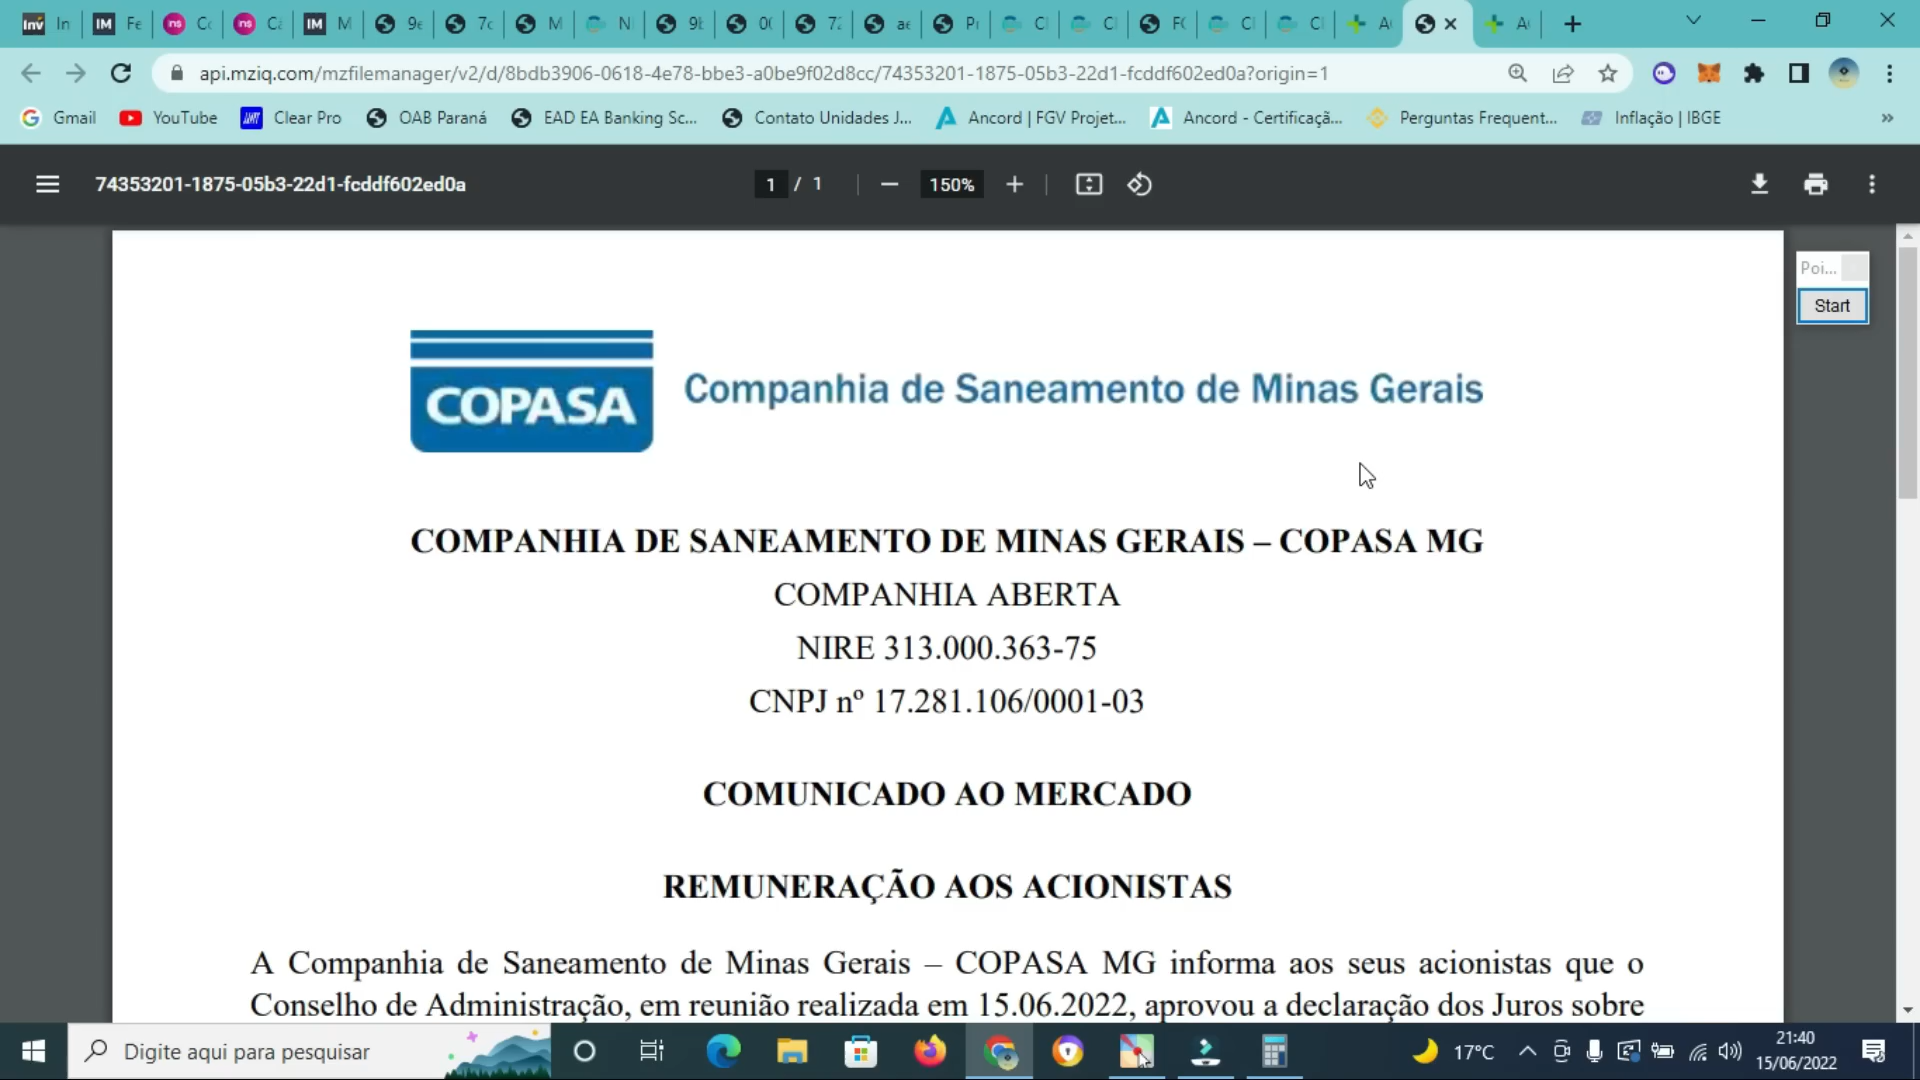 In
Fe
M
api.mziq.com/mzfilemanager/v2/d/8bdb3906-0618-4e78-bbe3-a0be9f02d8cc/74353201-1875-05b3-22d1-fcddf602ed0a?origin=1
Gmail YouTube Clear Pro OAB Paraná EAD EA Banking Sc... Contato Unidades J... Ancord | FGV Projet... Ancord - Certificaçã... Perguntas Frequent... Inflação | IBGE »
74353201-1875-05b3-22d1-fcddf602ed0a 1 / 1 150%
Poi...
Start
COPASA Companhia de Saneamento de Minas Gerais
COMPANHIA DE SANEAMENTO DE MINAS GERAIS – COPASA MG
COMPANHIA ABERTA
NIRE 313.000.363-75
CNPJ nº 17.281.106/0001-03
COMUNICADO AO MERCADO
REMUNERAÇÃO AOS ACIONISTAS
A Companhia de Saneamento de Minas Gerais – COPASA MG informa aos seus acionistas que o
Conselho de Administração, em reunião realizada em 15.06.2022, aprovou a declaração dos Juros sobre
Digite aqui para pesquisar
17°C
21:40
15/06/2022